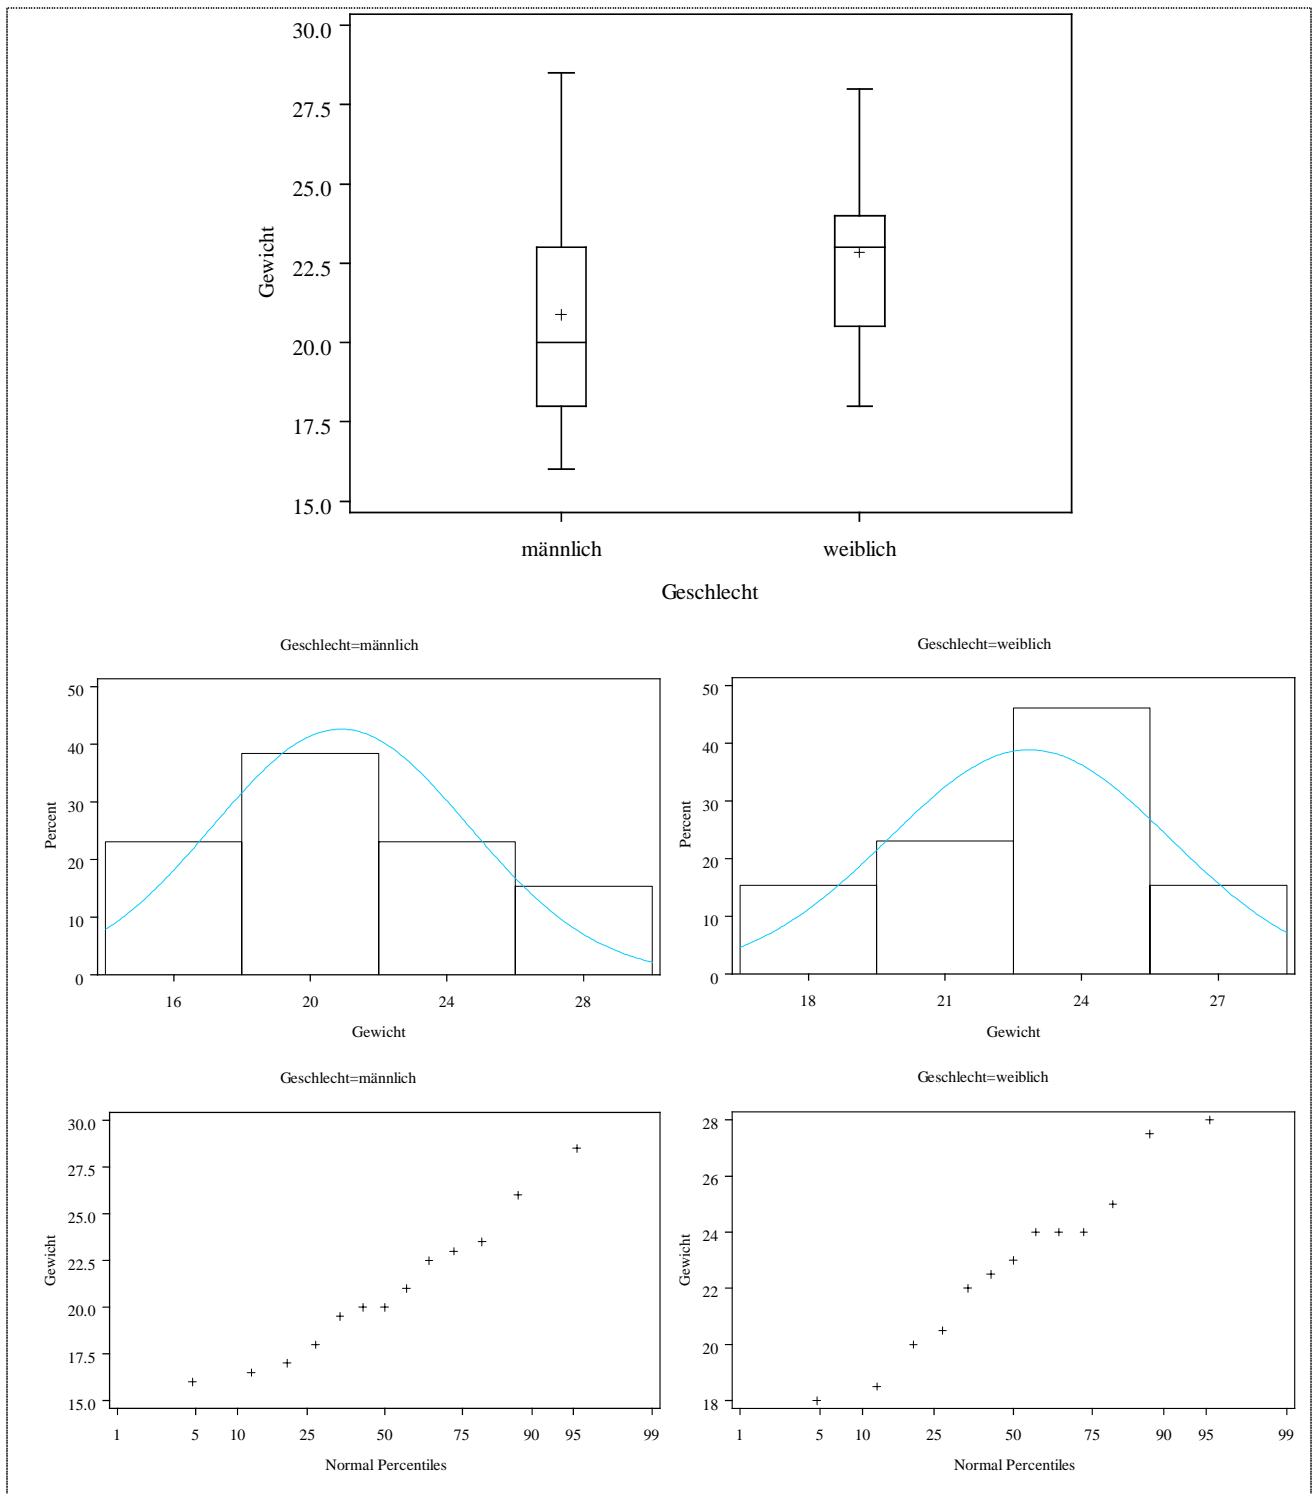 30.0
27.5
25.0
22.5
20.0
17.5
15.0
Gewicht
männlich weiblich
Geschlecht
Geschlecht=männlich
50
40
30
20
10
0
Percent
16 20 24 28
Gewicht
Geschlecht=weiblich
50
40
30
20
10
0
Percent
18 21 24 27
Gewicht
Geschlecht=männlich
30.0
27.5
25.0
22.5
20.0
17.5
15.0
Gewicht
1 5 10 25 50 75 90 95 99
Normal Percentiles
Geschlecht=weiblich
28
26
24
22
20
18
Gewicht
1 5 10 25 50 75 90 95 99
Normal Percentiles